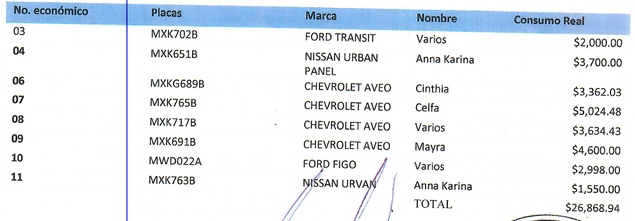 No. económico Placas Marca Nombre Consumo Real
03 MXK702B FORD TRANSIT Varios $2,000.00
04 MXK651B NISSAN URBAN PANEL Anna Karina $3,700.00
06 MXKG689B CHEVROLET AVEO Cinthia $3,362.03
07 MXK765B CHEVROLET AVEO Celfa $5,024.48
08 MXK717B CHEVROLET AVEO Varios $3,634.43
09 MXK691B CHEVROLET AVEO Mayra $4,600.00
10 MWD022A FORD FIGO Varios $2,998.00
11 MXK763B NISSAN URVAN Anna Karina $1,550.00
TOTAL $26,868.94